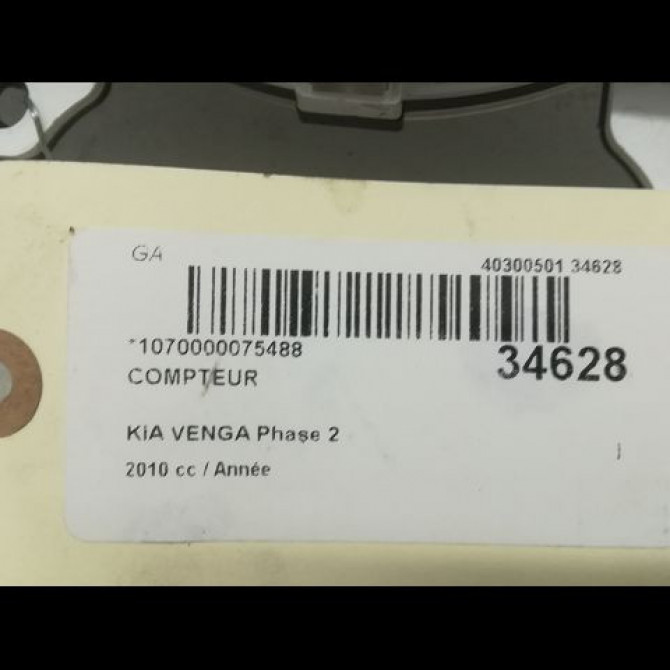 GA
40300501 34628
*1070000075488
34628
COMPTEUR
KiA VENGA Phase 2
2010 cc / Année